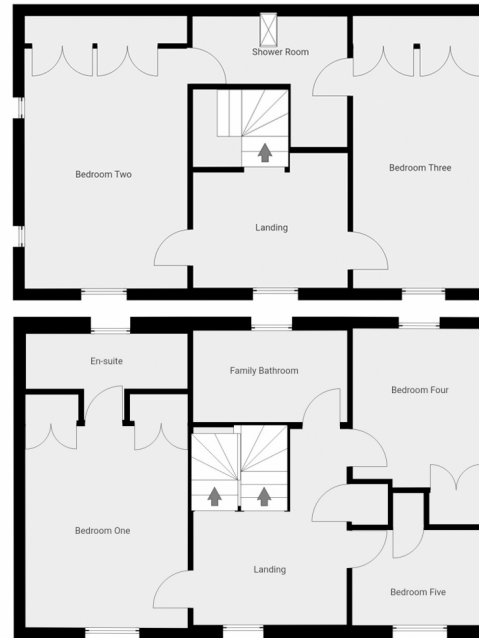 Shower Room
Bedroom Two
Bedroom Three
Landing
En-suite
Family Bathroom
Bedroom Four
Bedroom One
Landing
Bedroom Five